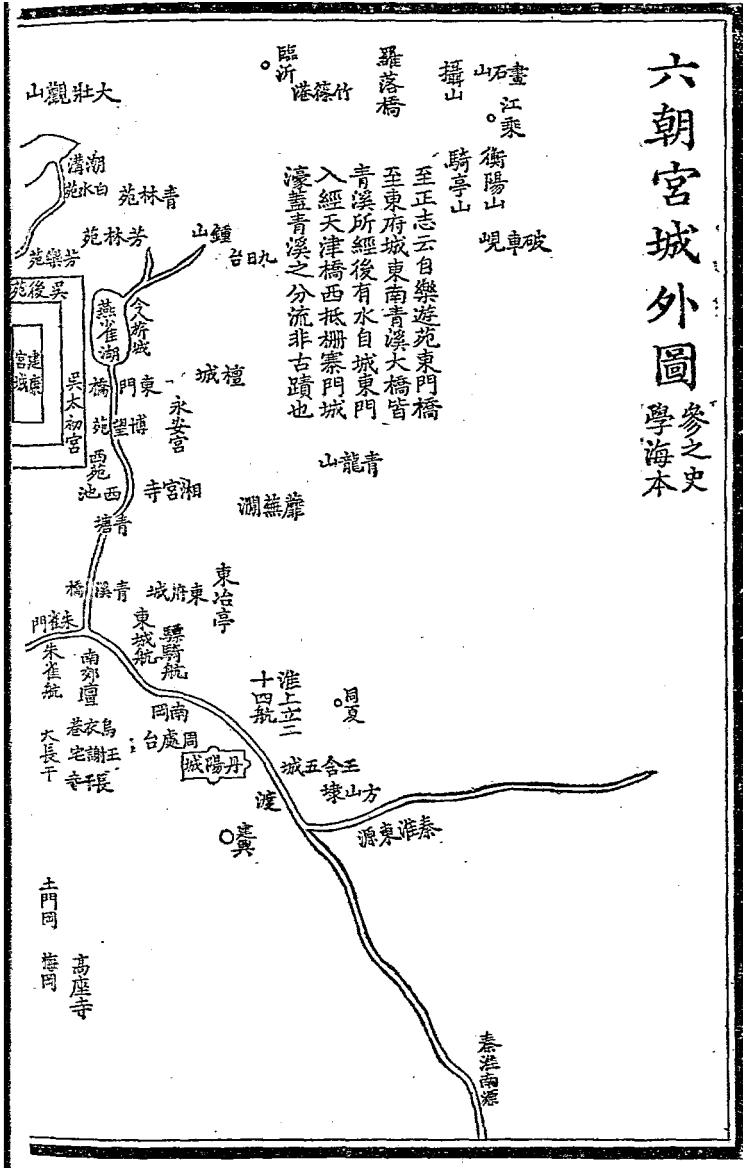 六朝宮城外圖
參之史
學海本
畫石山
江乘
攝山
羅落橋
竹篠港
臨沂
大壯觀山
衡陽山
騎亭山
破車峴
至正志云自樂遊苑東門橋
至東府城東南青溪大橋皆
青溪所經後有水自城東門
入經天津橋西抵柵寨門城
濠蓋青溪之分流非古蹟也
潮溝
白水苑
青林苑
芳林苑
芳樂苑
鍾山
九日台
吳後苑
燕雀湖
建康宮城
吳太初宮
東門橋
檀城
永安宮
博望苑
西苑
西池
湘宮寺
青塘
青龍山
蘼蕪澗
青溪橋
東府城
東冶亭
朱雀門
朱雀航
南郊壇
東城航
驃騎航
淮上立二
十四航
同夏
南岡
周處台
烏衣巷
王謝宅
長干寺
大長干
丹陽城
王含五城
方山埭
渡
建興
秦淮東源
土門岡
梅岡
高座寺
秦淮南源